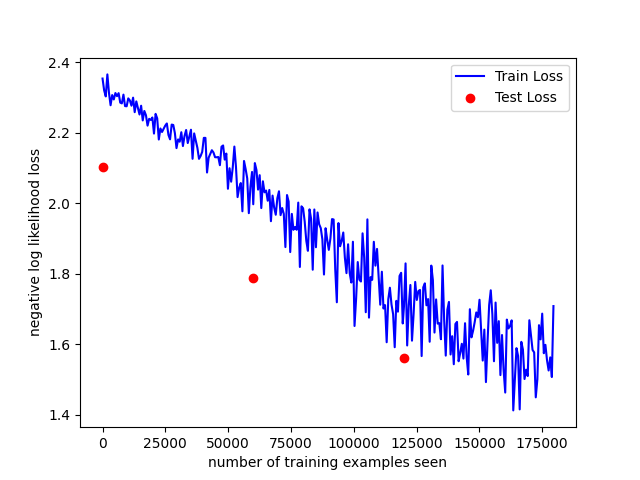 2.4
2.2
2.0
1.8
1.6
1.4
negative log likelihood loss
Train Loss
Test Loss
0 25000 50000 75000 100000 125000 150000 175000
number of training examples seen